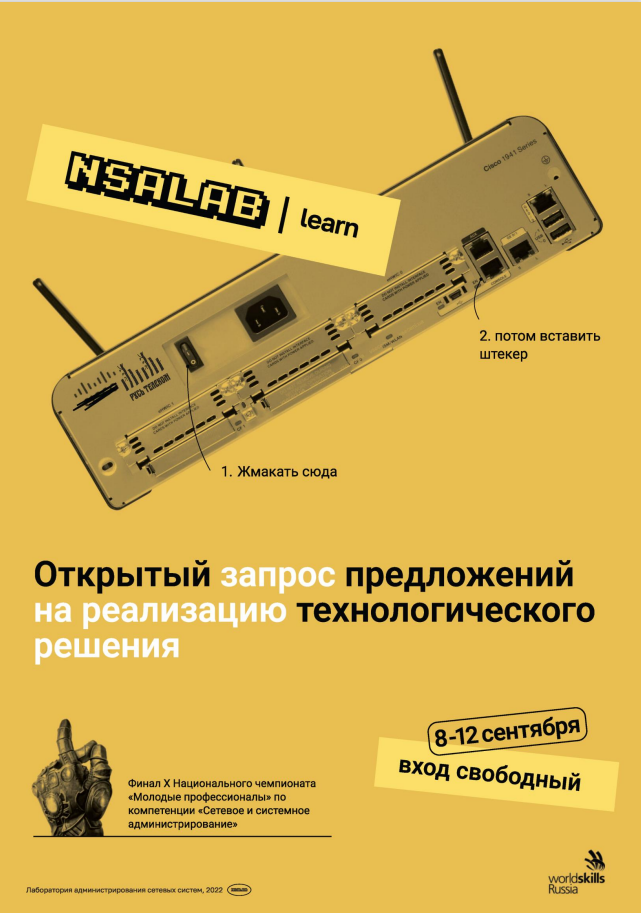 NSALAB | learn
Cisco 1941 Series
РУСЬ ТЕЛЕКОМ
2. потом вставить
штекер
1. Жмакать сюда
Открытый запрос предложений
на реализацию технологического
решения
8-12 сентября
вход свободный
Финал X Национального чемпионата
«Молодые профессионалы» по
компетенции «Сетевое и системное
администрирование»
worldskills
Russia
Лаборатория администрирования сетевых систем, 2022